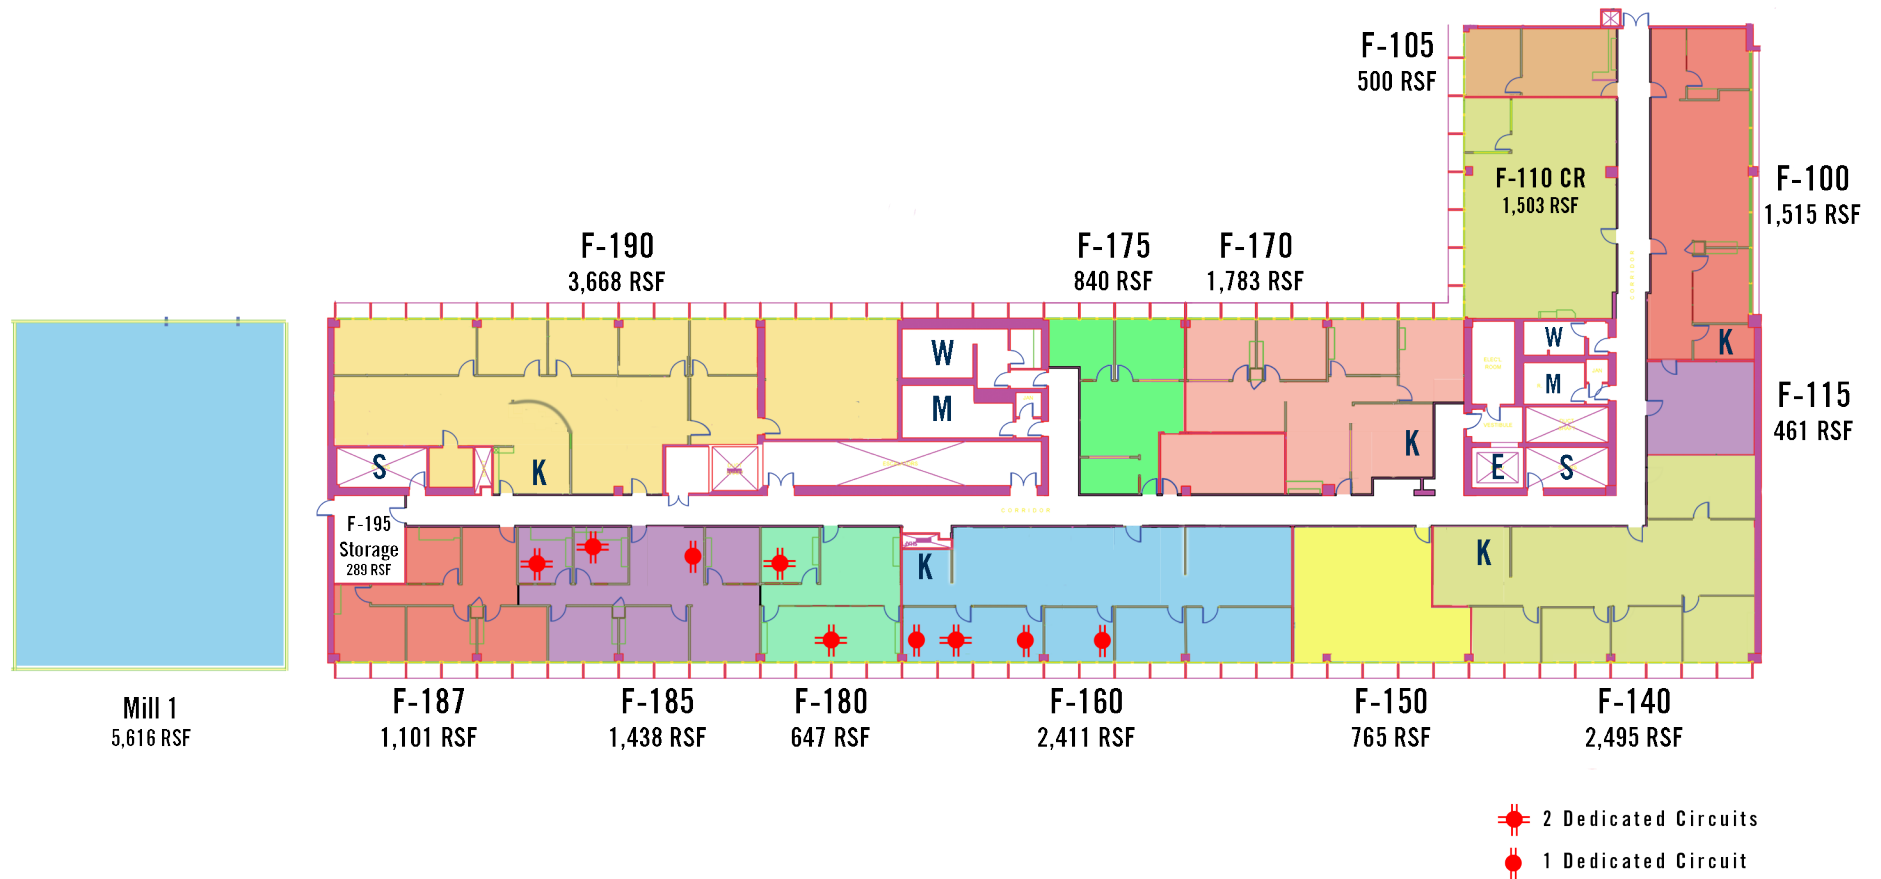 F-105
500 RSF
F-110 CR
1,503 RSF
F-100
1,515 RSF
F-190
3,668 RSF
F-175
840 RSF
F-170
1,783 RSF
CORRIDOR
W
W
K
M
M
F-115
461 RSF
S
K
K
E
S
CORRIDOR
F-195
Storage
289 RSF
K
K
Mill 1
5,616 RSF
F-187
1,101 RSF
F-185
1,438 RSF
F-180
647 RSF
F-160
2,411 RSF
F-150
765 RSF
F-140
2,495 RSF
2 Dedicated Circuits
1 Dedicated Circuit